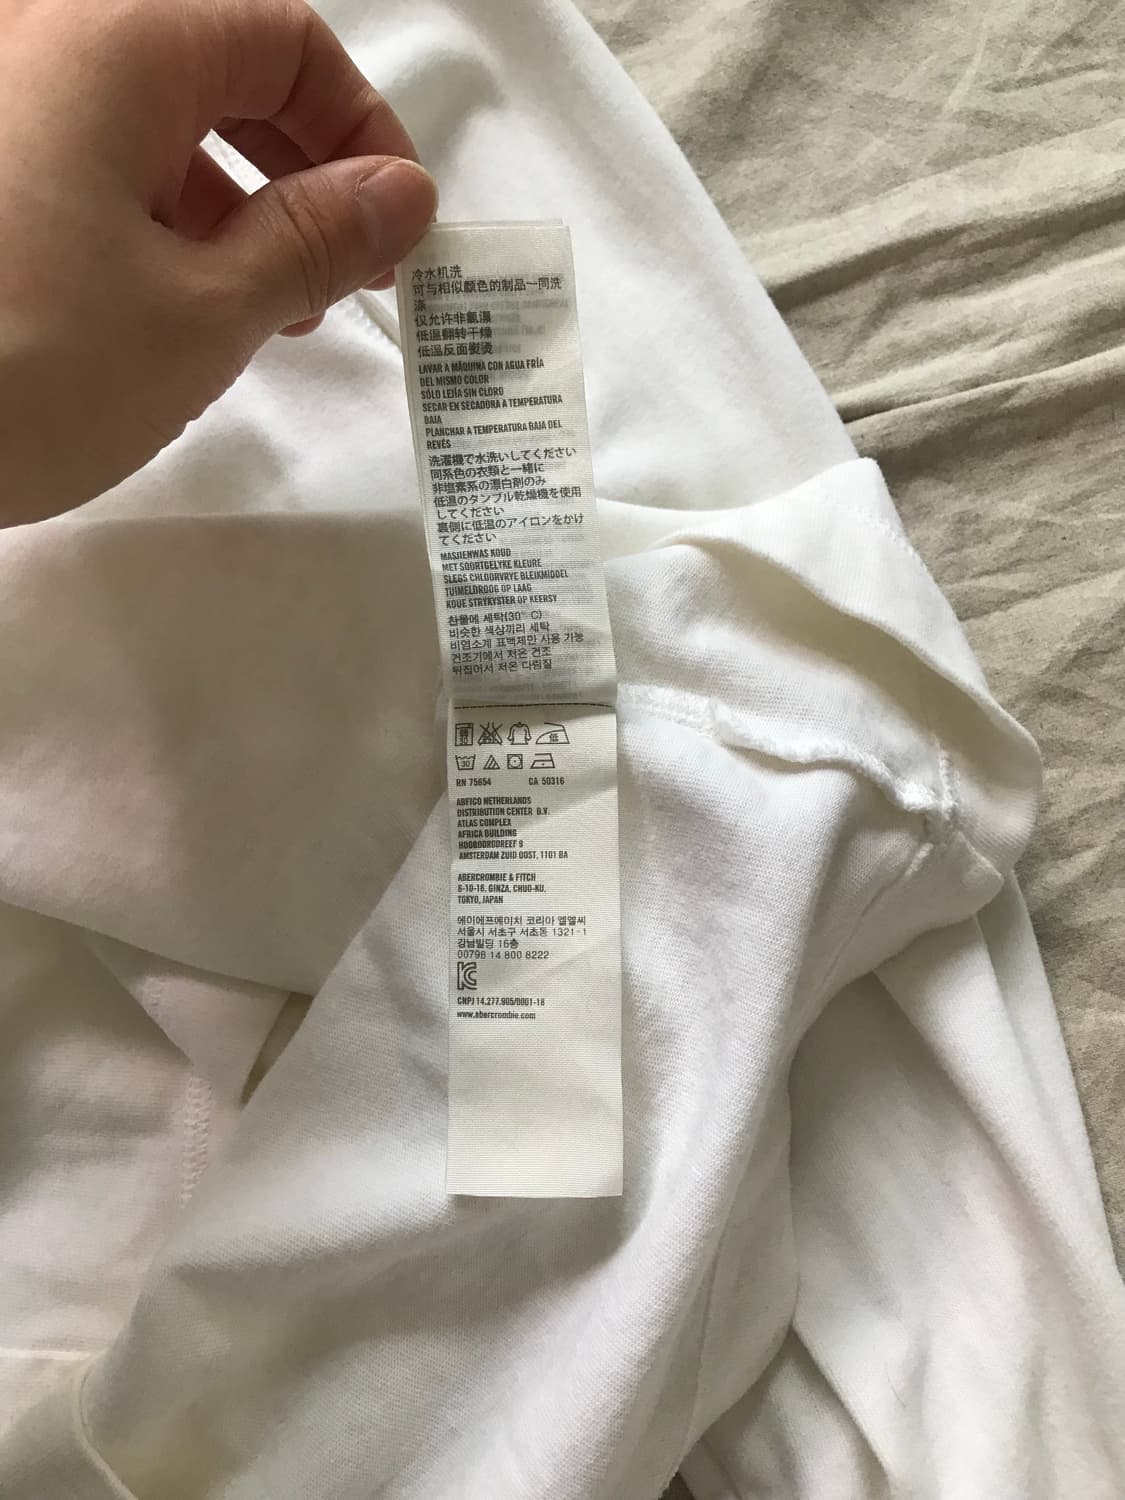 冷水机洗
可与相似颜色的制品一同洗
涤
仅允许非氯漂
低温翻转干燥
低温反面熨烫
LAVAR A MÁQUINA CON AGUA FRÍA
DEL MISMO COLOR
SÓLO LEJÍA SIN CLORO
SECAR EN SECADORA A TEMPERATURA
BAJA
PLANCHAR A TEMPERATURA BAJA DEL
REVÉS
洗濯機で水洗いしてください
同系色の衣類と一緒に
非塩素系の漂白剤のみ
低温のタンブル乾燥機を使用
してください
裏側に低温のアイロンをかけ
てください
MASJIENWAS KOUD
MET SOORTGELYKE KLEURE
SLEGS CHLOORVRYE BLEIKMIDDEL
TUIMELDROOG OP LAAG
KOUE STRYKYSTER OP KEERSY
찬물에 세탁(30°C)
비슷한 색상끼리 세탁
비염소계 표백제만 사용 가능
건조기에서 저온 건조
뒤집어서 저온 다림질
低
30
RN 75654 CA 50316
ABFICO NETHERLANDS
DISTRIBUTION CENTER B.V.
ATLAS COMPLEX
AFRICA BUILDING
HOOGOORDDREEF 9
AMSTERDAM ZUID OOST, 1101 BA
ABERCROMBIE & FITCH
6-10-16, GINZA, CHUO-KU,
TOKYO, JAPAN
에이에프에이치 코리아 엘엘씨
서울시 서초구 서초동 1321-1
강남빌딩 16층
00798 14 800 8222
KC
CNPJ 14.277.905/0001-18
www.abercrombie.com